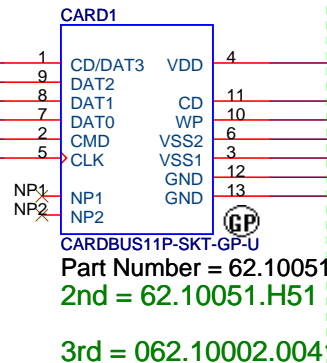 CARD1
1 CD/DAT3 VDD 4
9 DAT2
8 DAT1 CD 11
7 DAT0 WP 10
2 CMD VSS2 6
5 CLK VSS1 3
GND 12
NP1 NP1 GND 13
NP2 NP2
GP
CARDBUS11P-SKT-GP-U
Part Number = 62.10051
2nd = 62.10051.H51
3rd = 062.10002.004